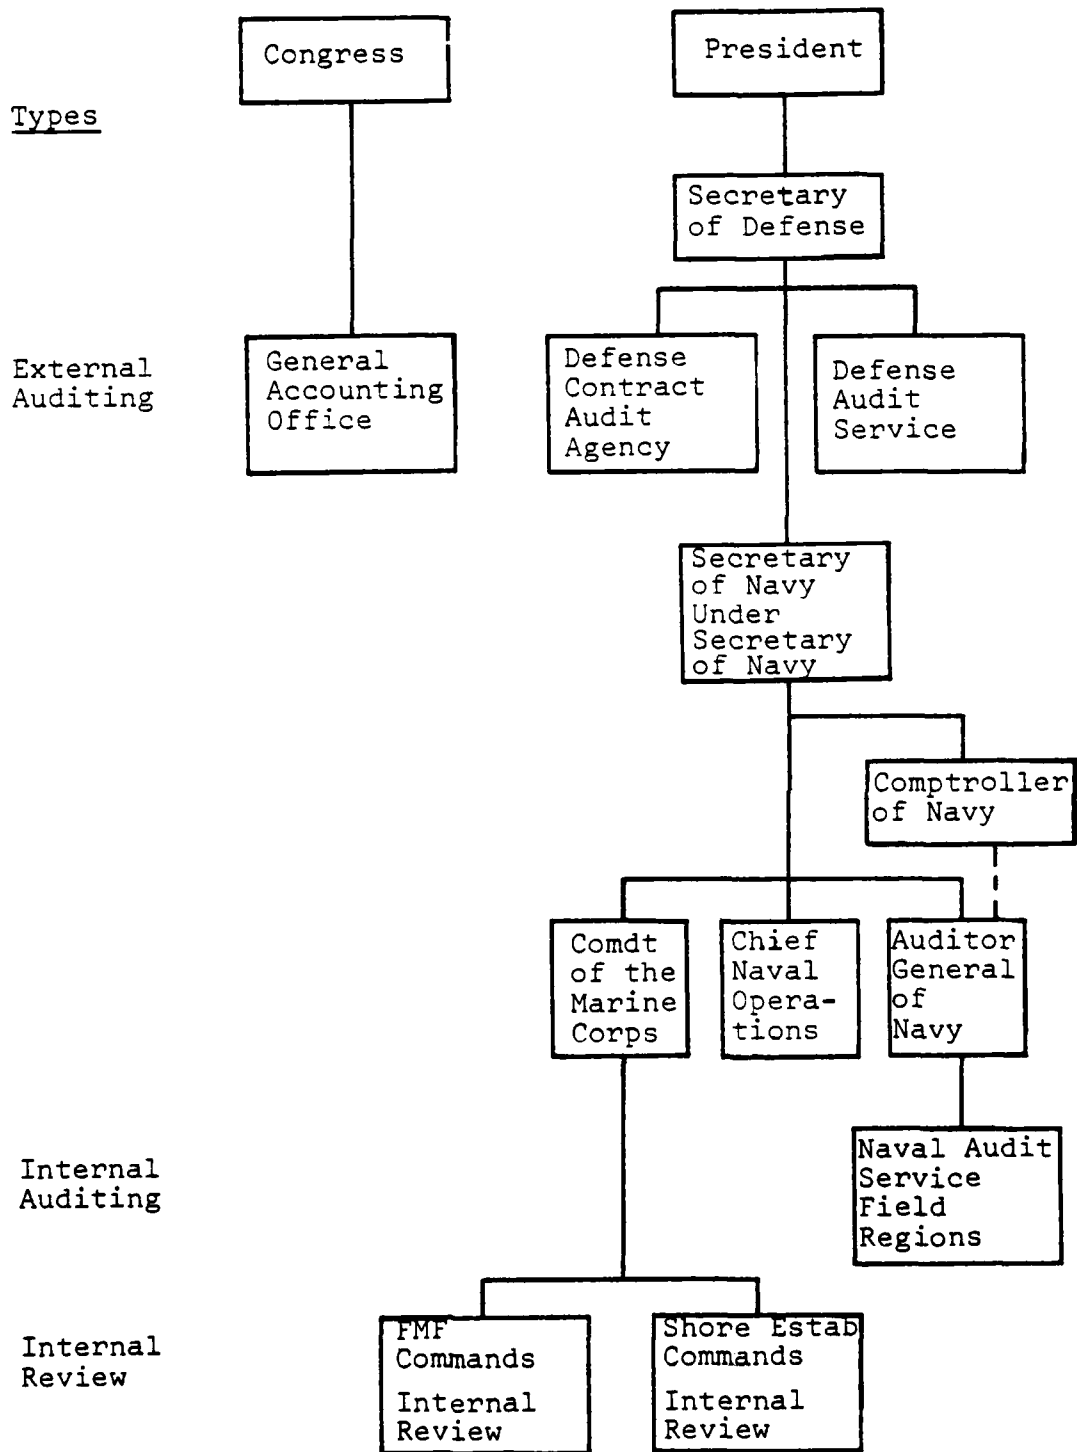 Congress
President
Types
Secretary
of Defense
External
Auditing
General
Accounting
Office
Defense
Contract
Audit
Agency
Defense
Audit
Service
Secretary
of Navy
Under
Secretary
of Navy
Comptroller
of Navy
Comdt
of the
Marine
Corps
Chief
Naval
Opera-
tions
Auditor
General
of
Navy
Internal
Auditing
Naval Audit
Service
Field
Regions
Internal
Review
FMF
Commands
Internal
Review
Shore Estab
Commands
Internal
Review